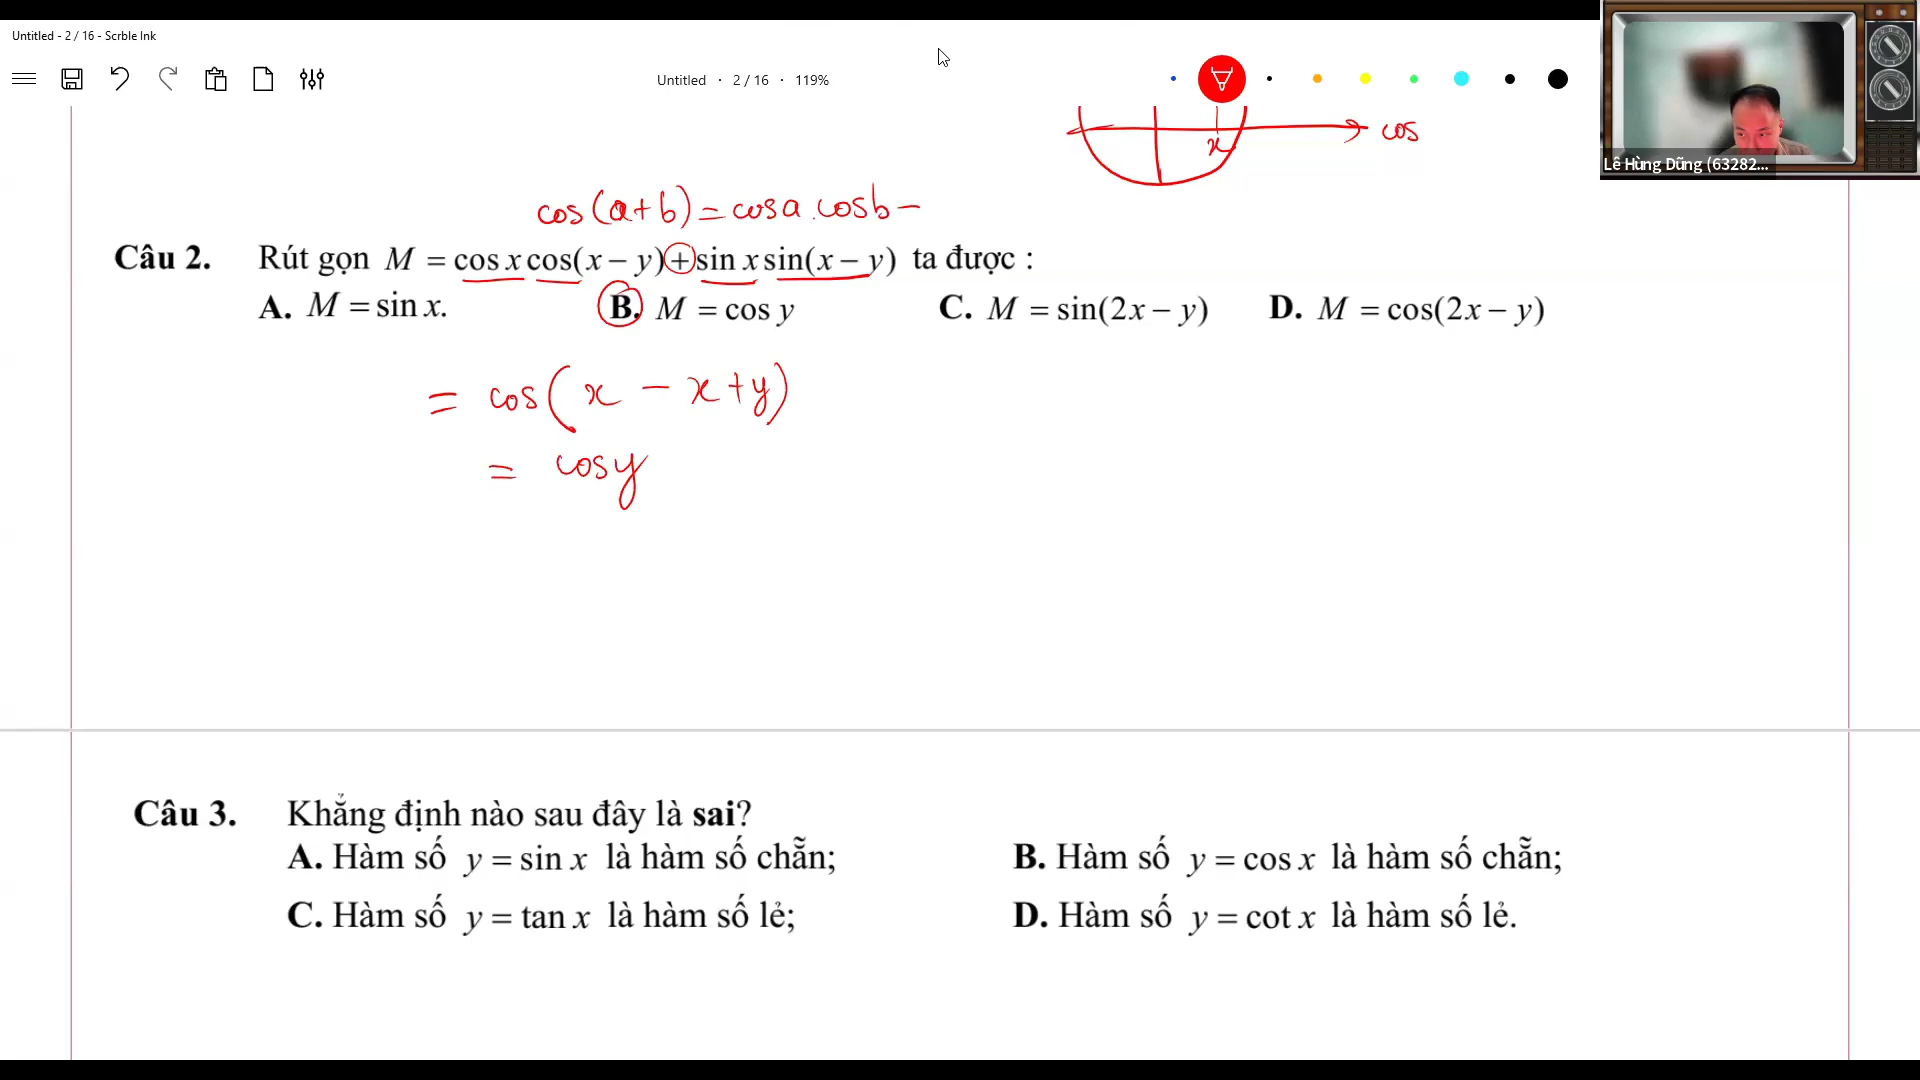 Untitled - 2 / 16 - Scrble Ink
Untitled · 2 / 16 · 119%
cos
x
Lê Hùng Dũng (63282...
cos(a+b) = cosa.cosb -
Câu 2. Rút gọn M = cos x cos(x − y) + sin x sin(x − y) ta được :
A. M = sin x. B. M = cos y C. M = sin(2x − y) D. M = cos(2x − y)
= cos(x - x+y)
= cosy
Câu 3. Khẳng định nào sau đây là sai?
A. Hàm số y = sin x là hàm số chẵn; B. Hàm số y = cos x là hàm số chẵn;
C. Hàm số y = tan x là hàm số lẻ; D. Hàm số y = cot x là hàm số lẻ.